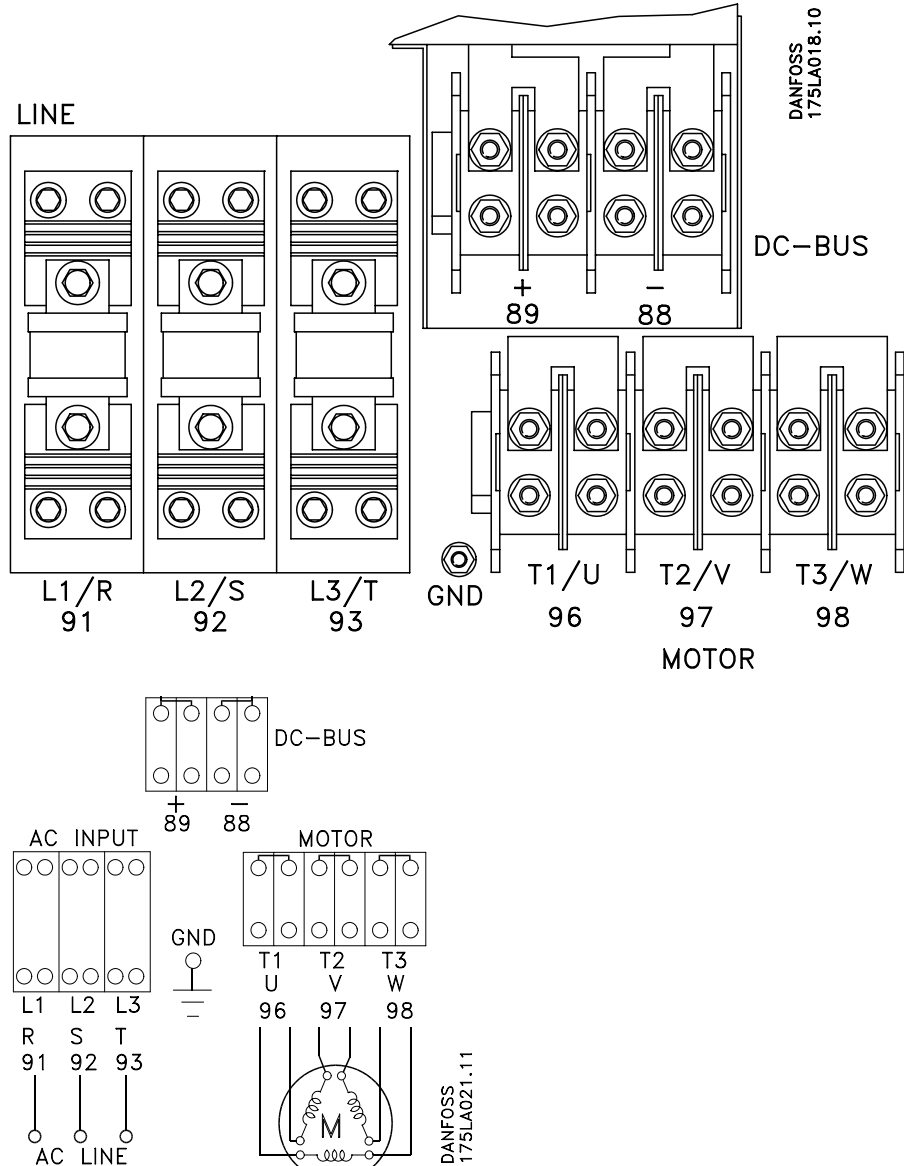 DANFOSS
175LA018.10
LINE
DC-BUS
+ -
89 88
L1/R L2/S L3/T
91 92 93
GND
T1/U T2/V T3/W
96 97 98
MOTOR
DC-BUS
+ -
89 88
AC INPUT
MOTOR
GND
L1 L2 L3
R S T
91 92 93
T1 T2 T3
U V W
96 97 98
M
AC LINE
DANFOSS
175LA021.11